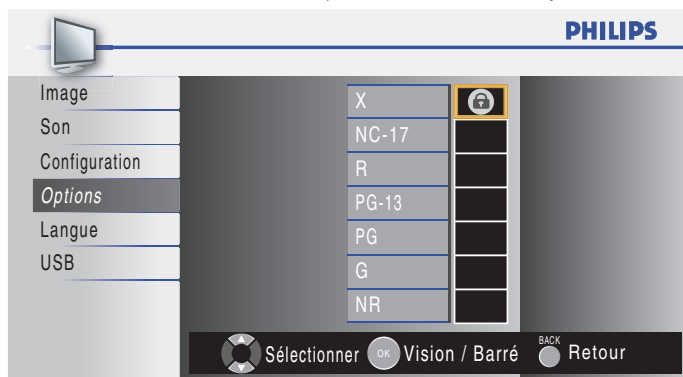 PHILIPS
Image
Son
Configuration
Options
Langue
USB
X
NC-17
R
PG-13
PG
G
NR
Sélectionner OK Vision / Barré BACK Retour